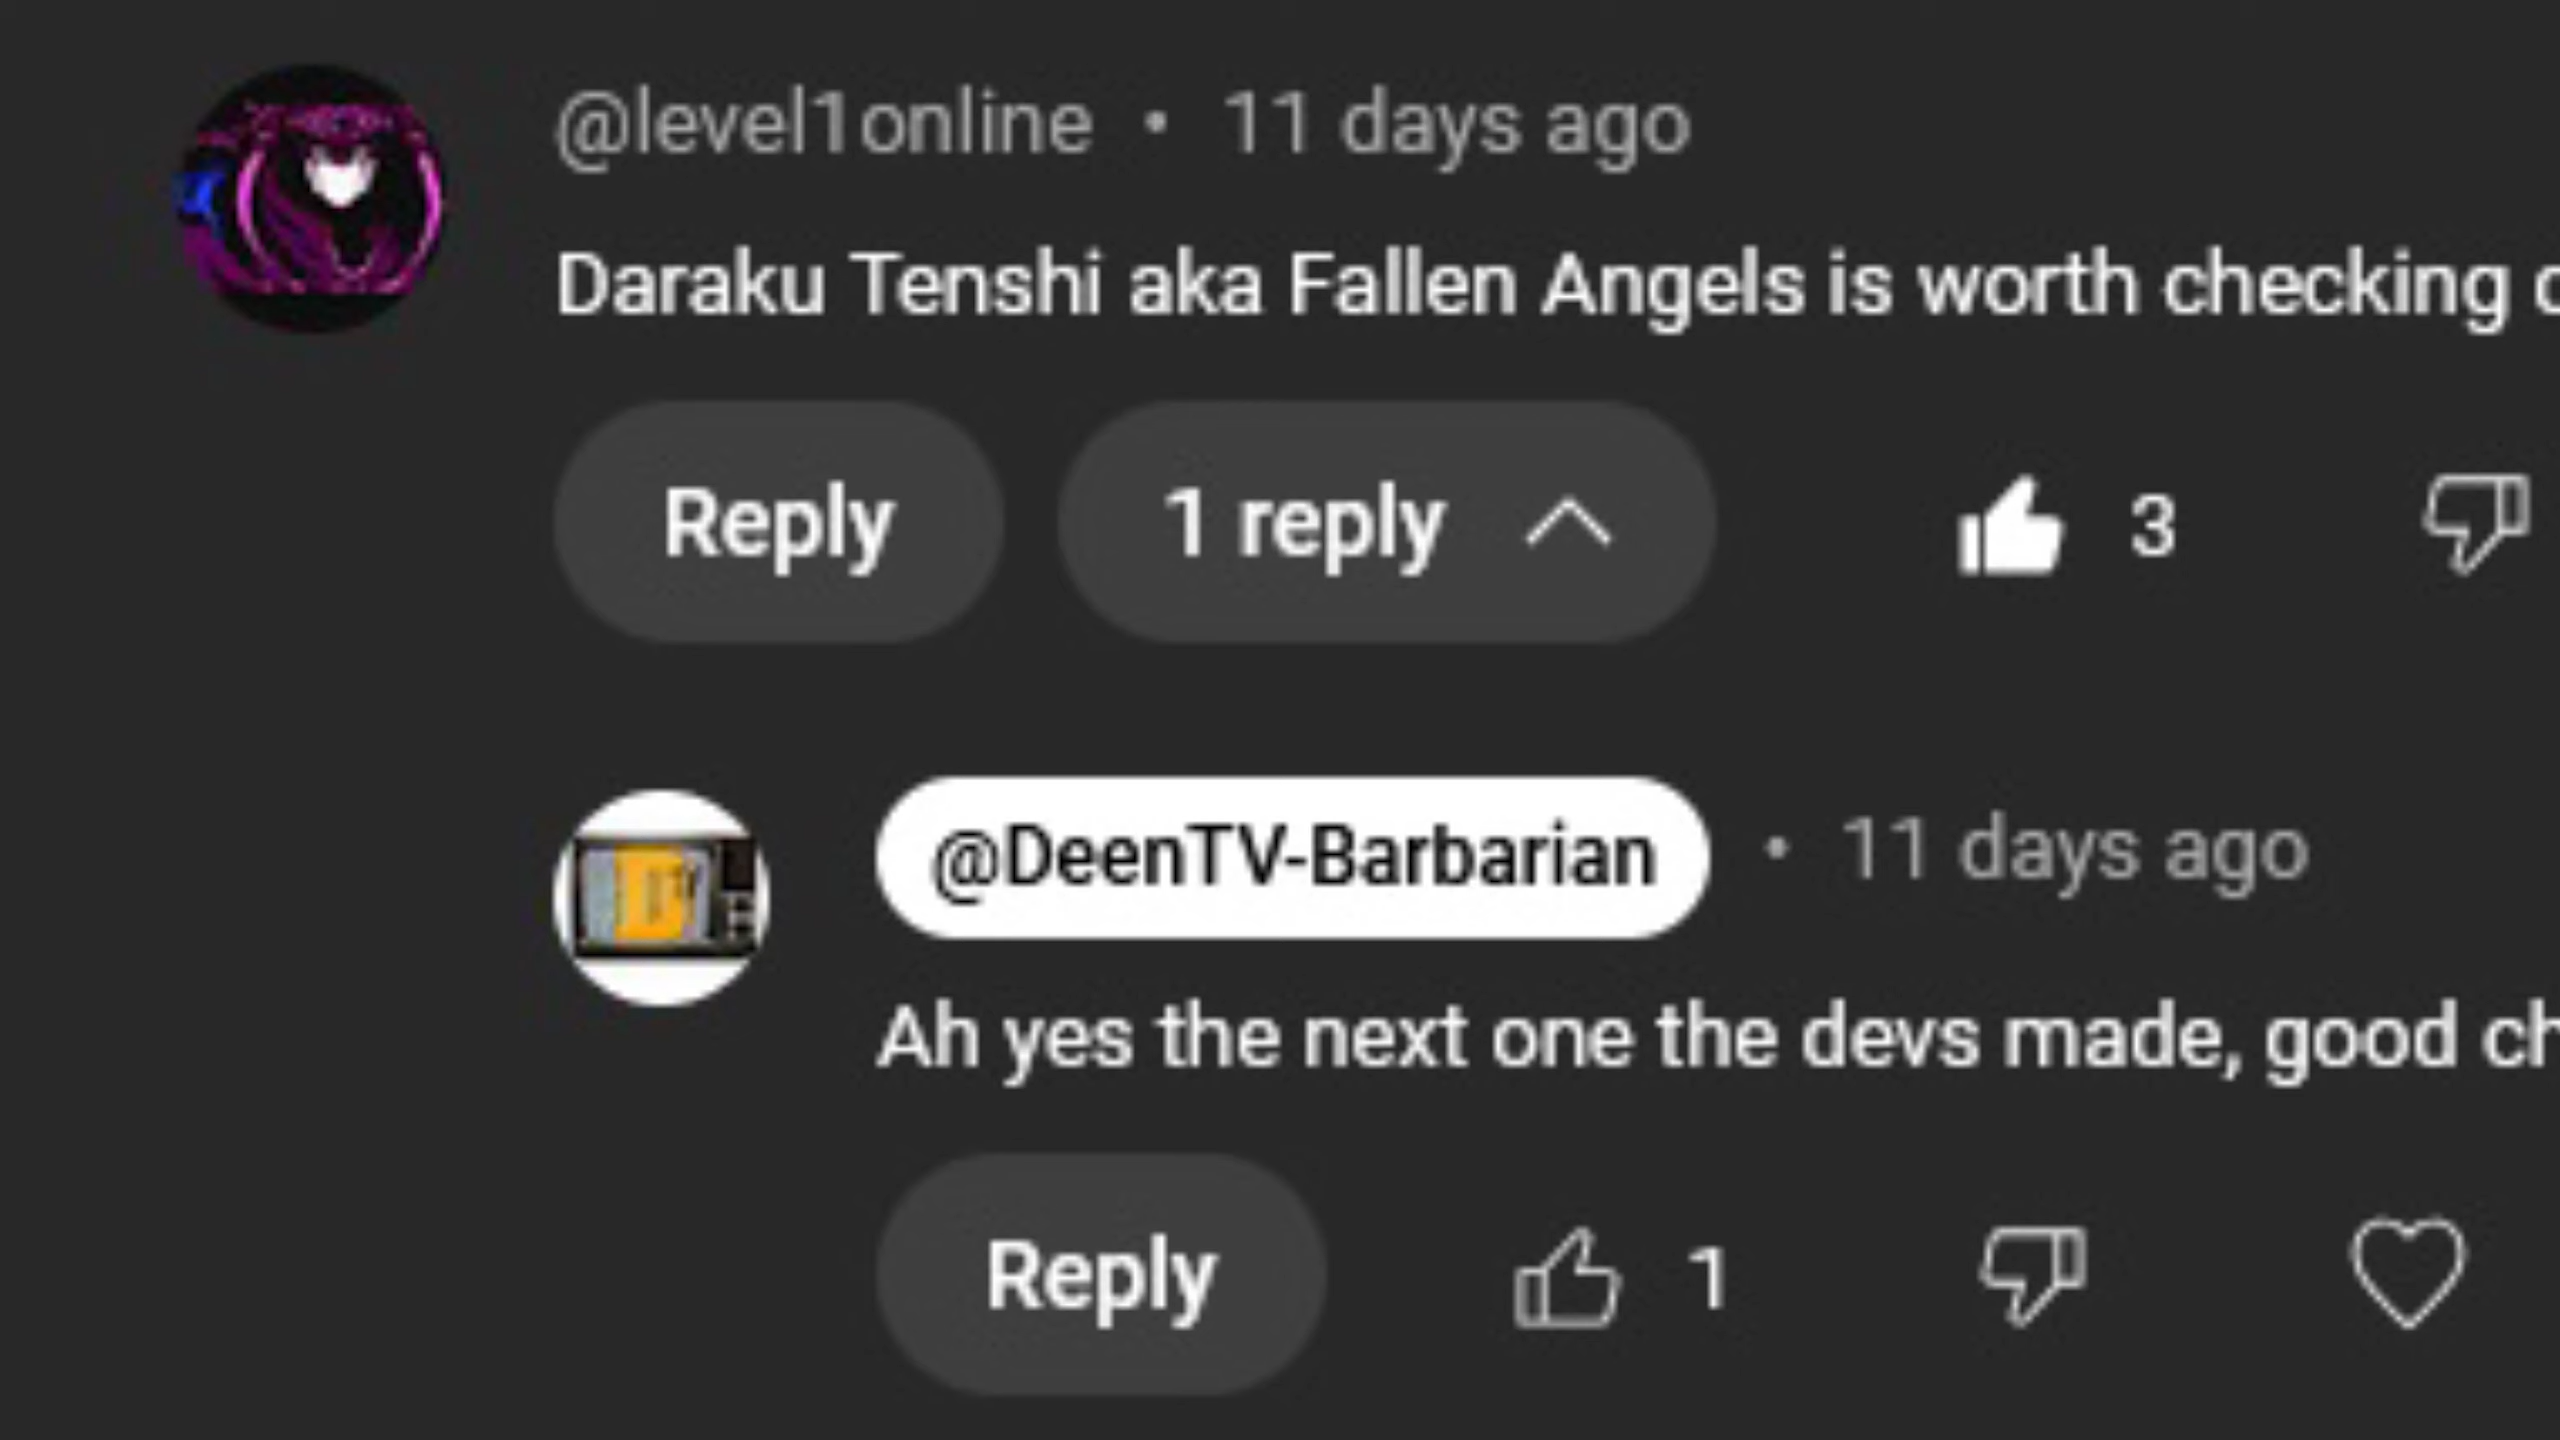 @level1online • 11 days ago
Daraku Tenshi aka Fallen Angels is worth checking
Reply 1 reply 3
@DeenTV-Barbarian • 11 days ago
Ah yes the next one the devs made, good
Reply 1